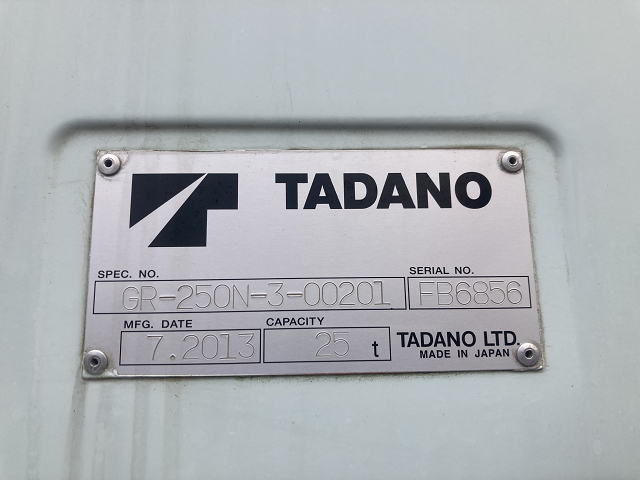 TADANO
SPEC. NO.
GR-250N-3-00201
SERIAL NO.
FB6856
MFG. DATE
7.2013
CAPACITY
25 t
TADANO LTD.
MADE IN JAPAN